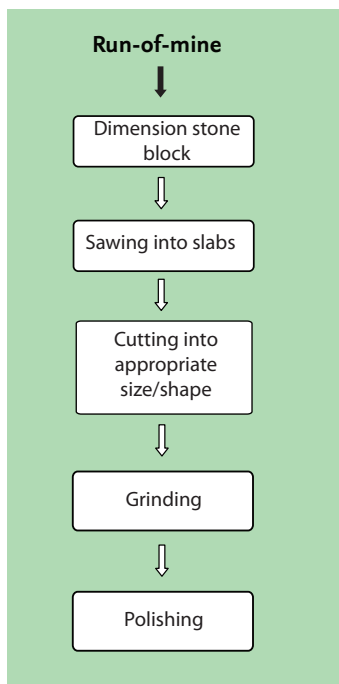 Run-of-mine
Dimension stone
block
Sawing into slabs
Cutting into
appropriate
size/shape
Grinding
Polishing